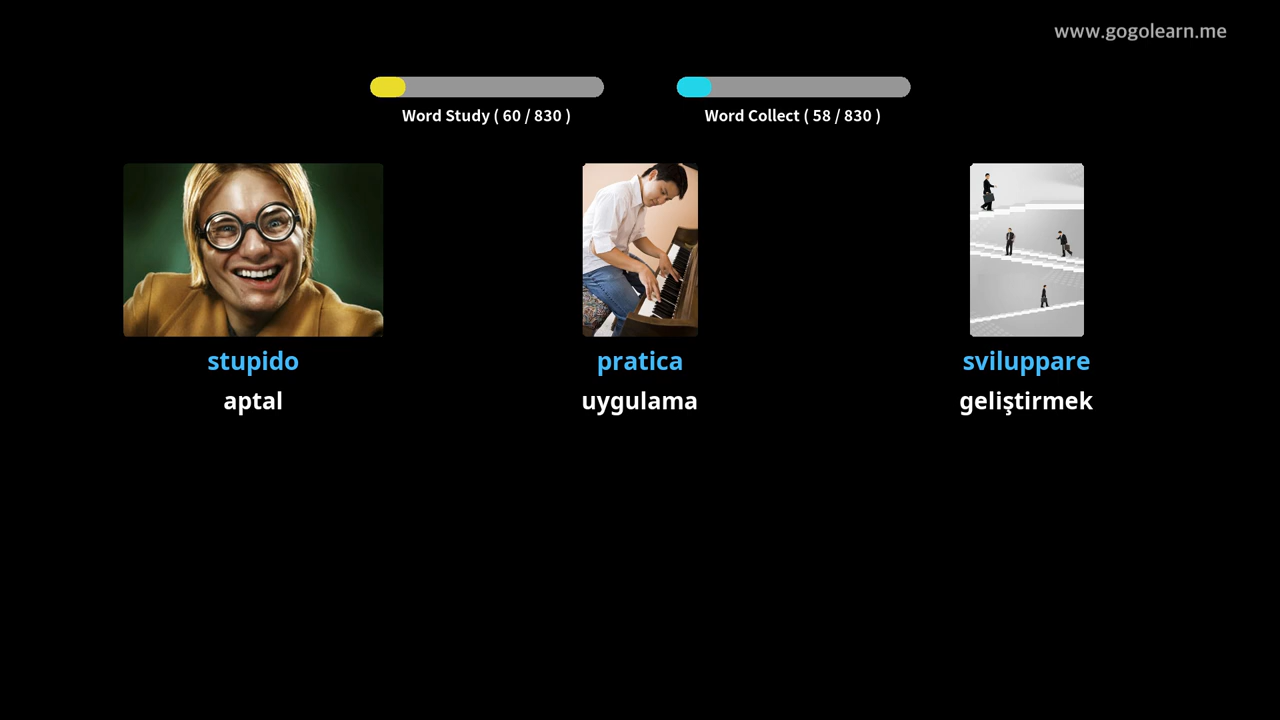 www.gogolearn.me
Word Study ( 60 / 830 )
Word Collect ( 58 / 830 )
stupido
aptal
pratica
uygulama
sviluppare
geliştirmek